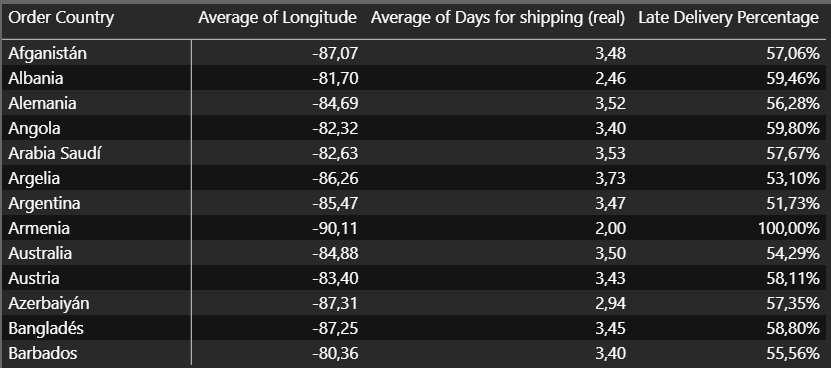 Order Country Average of Longitude Average of Days for shipping (real) Late Delivery Percentage
Afganistán -87,07 3,48 57,06%
Albania -81,70 2,46 59,46%
Alemania -84,69 3,52 56,28%
Angola -82,32 3,40 59,80%
Arabia Saudí -82,63 3,53 57,67%
Argelia -86,26 3,73 53,10%
Argentina -85,47 3,47 51,73%
Armenia -90,11 2,00 100,00%
Australia -84,88 3,50 54,29%
Austria -83,40 3,43 58,11%
Azerbaiyán -87,31 2,94 57,35%
Bangladés -87,25 3,45 58,80%
Barbados -80,36 3,40 55,56%